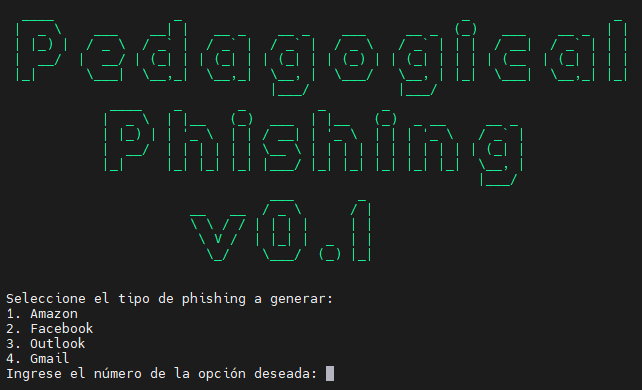 Pedagogical
Phishing
v0.1
Seleccione el tipo de phishing a generar:
1. Amazon
2. Facebook
3. Outlook
4. Gmail
Ingrese el número de la opción deseada: